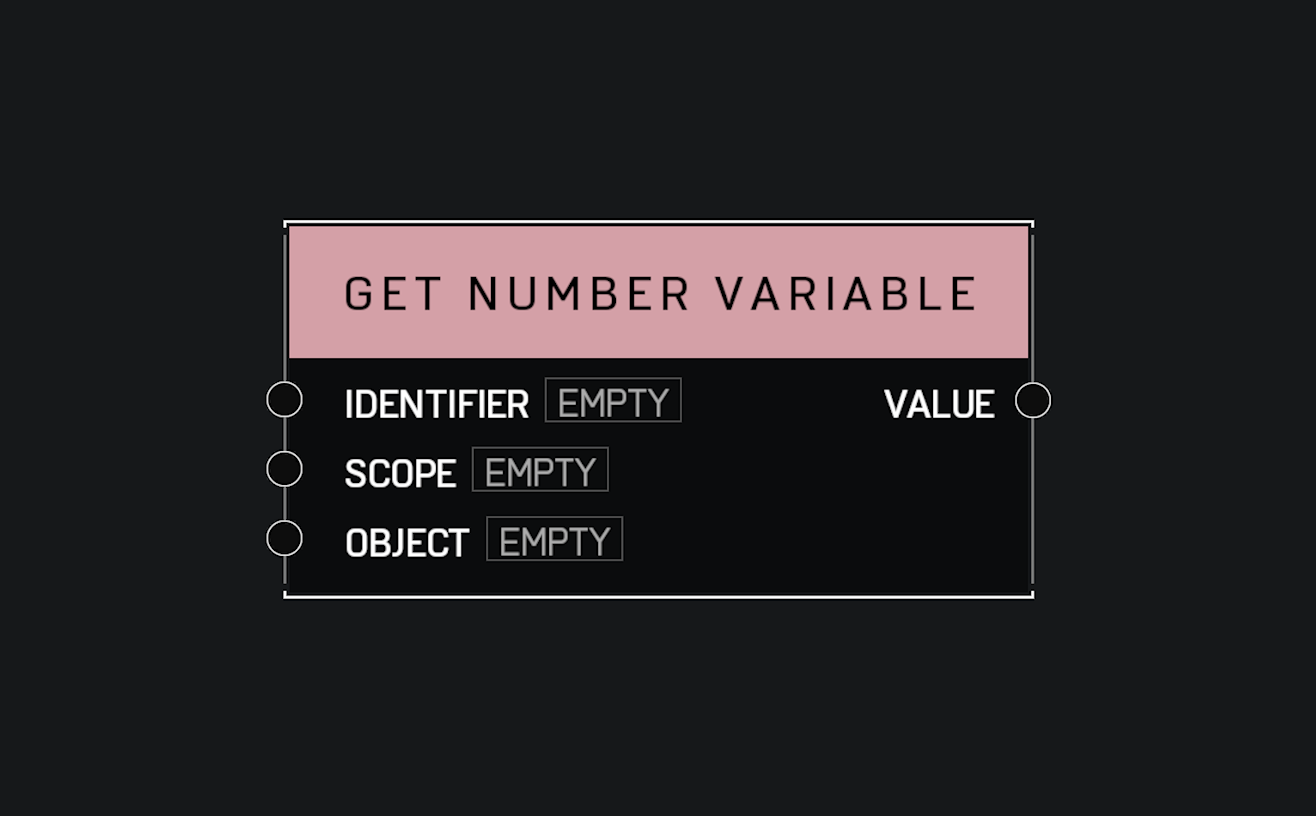 GET NUMBER VARIABLE
IDENTIFIER EMPTY VALUE
SCOPE EMPTY
OBJECT EMPTY